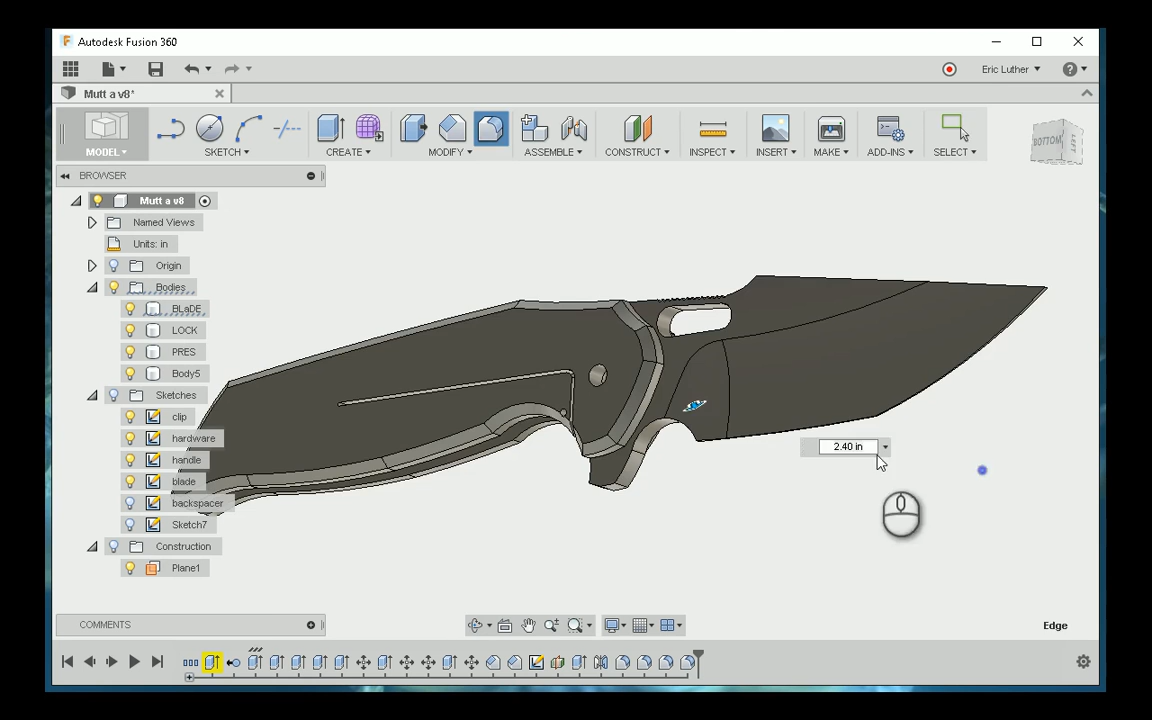 F Autodesk Fusion 360
Eric Luther
Mutt a v8*
MODEL SKETCH CREATE MODIFY ASSEMBLE CONSTRUCT INSPECT INSERT MAKE ADD-INS SELECT
BOTTOM LEFT
BROWSER
Mutt a v8
Named Views
Units: in
Origin
Bodies
BLaDE
LOCK
PRES
Body5
Sketches
clip
hardware
handle
blade
backspacer
Sketch7
Construction
Plane1
2.40 in
COMMENTS
Edge